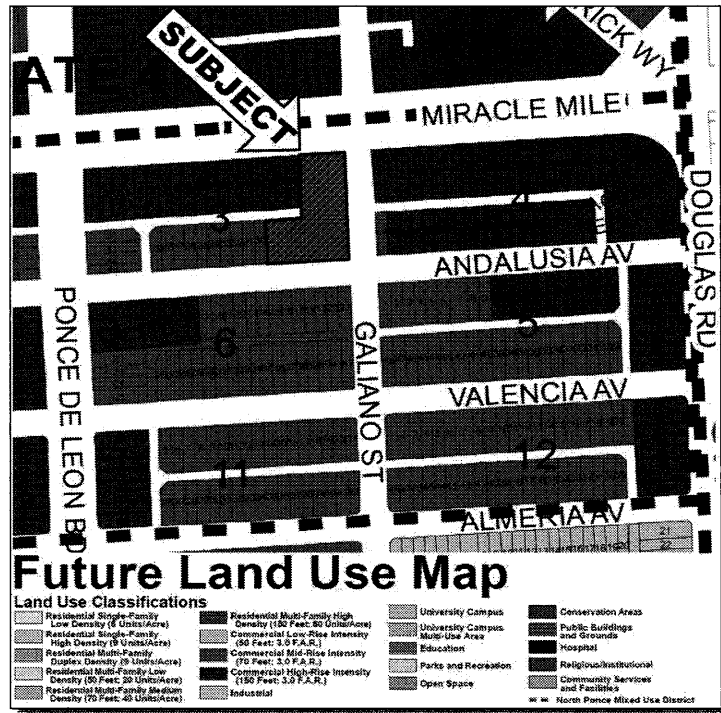 ATE
RICK WY
SUBJECT
MIRACLE MILE
DOUGLAS RD
3
4
ANDALUSIA AV
PONCE DE LEON BD
6
GALIANO ST
5
VALENCIA AV
11
12
ALMERIA AV
21
22
Future Land Use Map
Land Use Classifications
Residential Single-Family
Low Density (6 Units/Acre)
Residential Single-Family
High Density (9 Units/Acre)
Residential Multi-Family
Duplex Density (9 Units/Acre)
Residential Multi-Family Low
Density (50 Feet; 20 Units/Acre)
Residential Multi-Family Medium
Density (70 Feet; 40 Units/Acre)
Residential Multi-Family High
Density (150 Feet; 60 Units/Acre)
Commercial Low-Rise Intensity
(50 Feet; 3.0 F.A.R.)
Commercial Mid-Rise Intensity
(70 Feet; 3.0 F.A.R.)
Commercial High-Rise Intensity
(150 Feet; 3.0 F.A.R.)
Industrial
University Campus
University Campus
Multi-Use Area
Education
Parks and Recreation
Open Space
Conservation Areas
Public Buildings
and Grounds
Hospital
Religious/Institutional
Community Services
and Facilities
North Ponce Mixed Use District